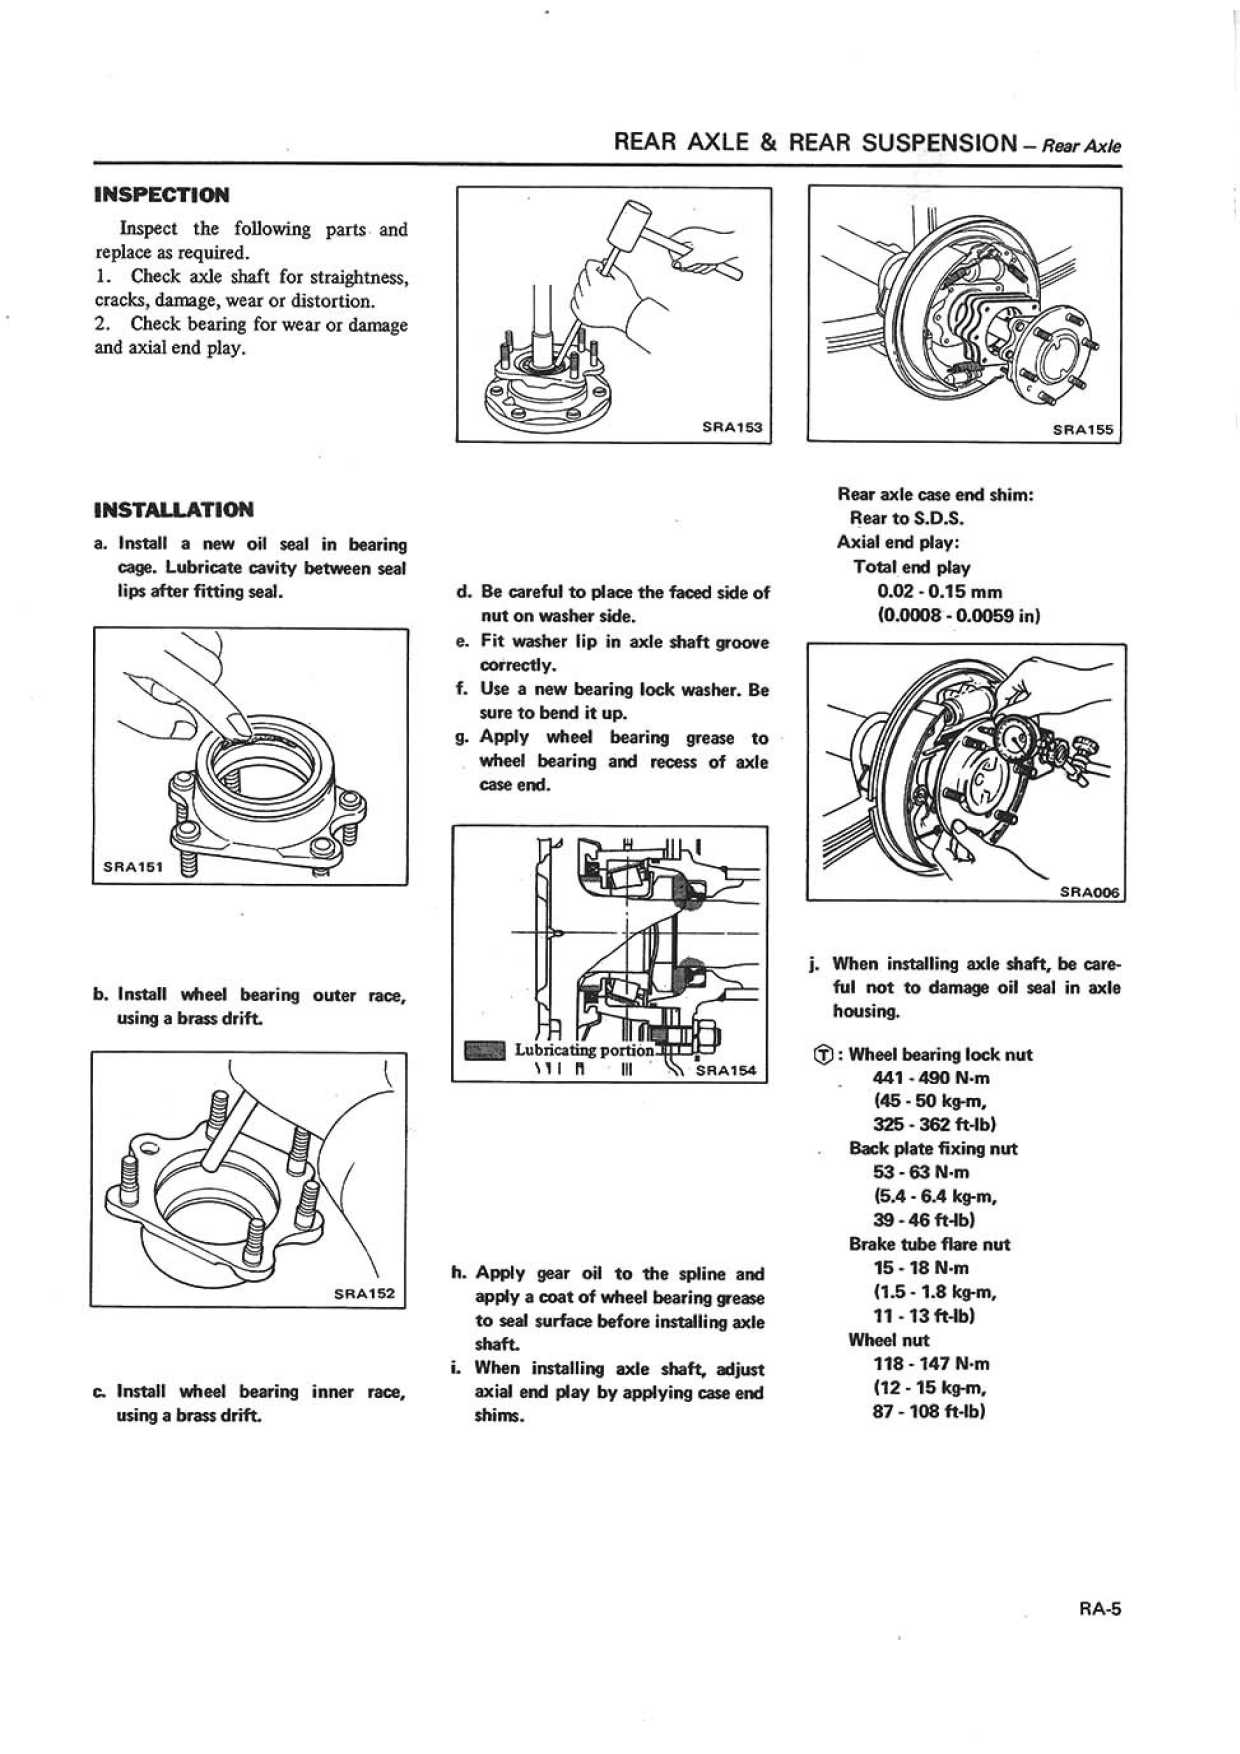 REAR AXLE & REAR SUSPENSION – Rear Axle
INSPECTION
Inspect the following parts and
replace as required.
1. Check axle shaft for straightness,
cracks, damage, wear or distortion.
2. Check bearing for wear or damage
and axial end play.
INSTALLATION
a. Install a new oil seal in bearing
cage. Lubricate cavity between seal
lips after fitting seal.
SRA151
b. Install wheel bearing outer race,
using a brass drift.
SRA152
c. Install wheel bearing inner race,
using a brass drift.
SRA153
d. Be careful to place the faced side of
nut on washer side.
e. Fit washer lip in axle shaft groove
correctly.
f. Use a new bearing lock washer. Be
sure to bend it up.
g. Apply wheel bearing grease to
wheel bearing and recess of axle
case end.
Lubricating portion
SRA154
h. Apply gear oil to the spline and
apply a coat of wheel bearing grease
to seal surface before installing axle
shaft.
i. When installing axle shaft, adjust
axial end play by applying case end
shims.
SRA155
Rear axle case end shim:
Rear to S.D.S.
Axial end play:
Total end play
0.02 - 0.15 mm
(0.0008 - 0.0059 in)
SRA006
j. When installing axle shaft, be care-
ful not to damage oil seal in axle
housing.
Ⓣ : Wheel bearing lock nut
441 - 490 N·m
(45 - 50 kg-m,
325 - 362 ft-lb)
Back plate fixing nut
53 - 63 N·m
(5.4 - 6.4 kg-m,
39 - 46 ft-lb)
Brake tube flare nut
15 - 18 N·m
(1.5 - 1.8 kg-m,
11 - 13 ft-lb)
Wheel nut
118 - 147 N·m
(12 - 15 kg-m,
87 - 108 ft-lb)
RA-5